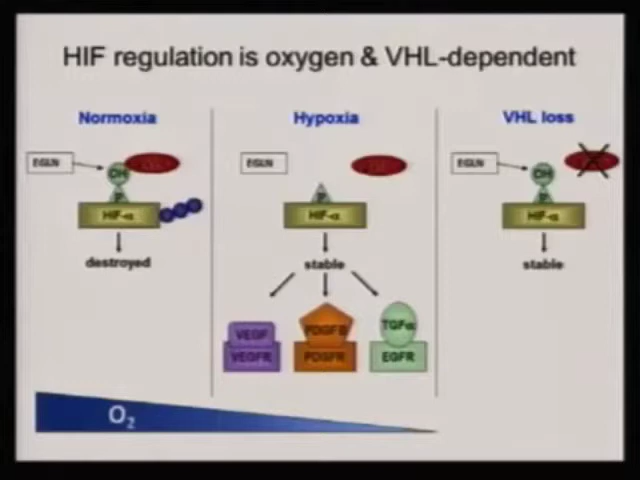 HIF regulation is oxygen & VHL-dependent
Normoxia
Hypoxia
VHL loss
EGLN
OH
P
HIF-α
destroyed
EGLN
P
HIF-α
stable
VEGF
VEGFR
PDGFB
PDGFR
TGFα
EGFR
EGLN
OH
P
HIF-α
stable
O₂